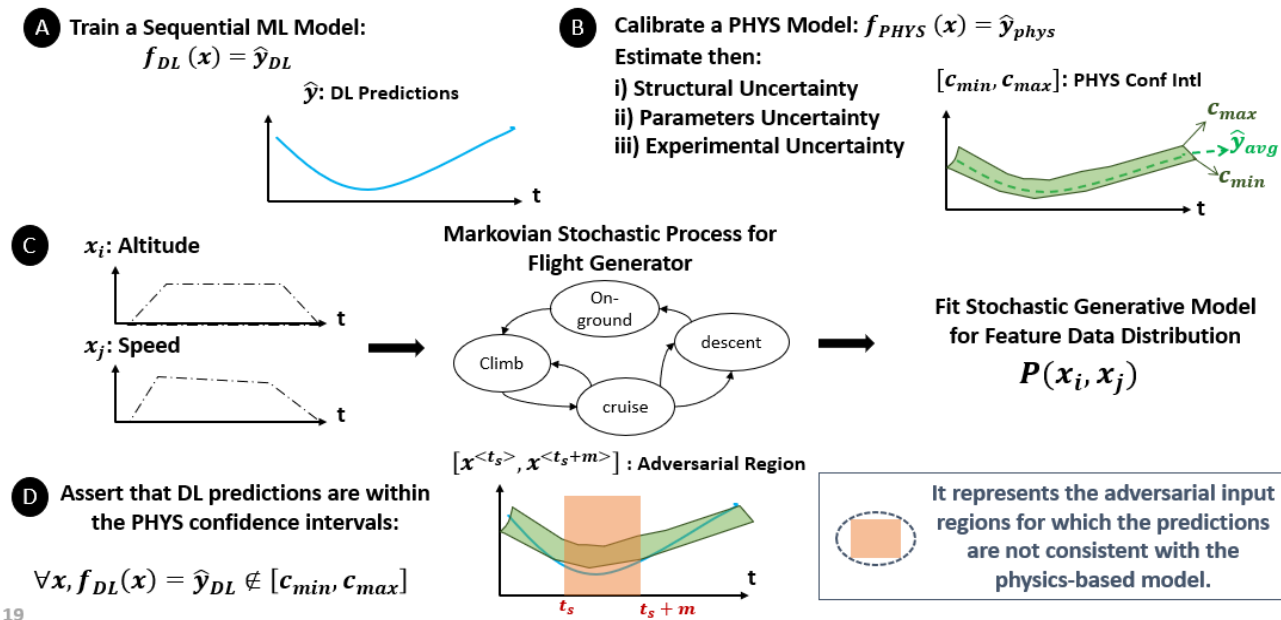 A
Train a Sequential ML Model:
f_DL (x) = ŷ_DL
ŷ: DL Predictions
t
B
Calibrate a PHYS Model: f_PHYS (x) = ŷ_phys
Estimate then:
i) Structural Uncertainty
ii) Parameters Uncertainty
iii) Experimental Uncertainty
[c_min, c_max]: PHYS Conf Intl
c_max
ŷ_avg
c_min
t
C
x_i: Altitude
t
x_j: Speed
t
Markovian Stochastic Process for
Flight Generator
On-
ground
Climb
descent
cruise
Fit Stochastic Generative Model
for Feature Data Distribution
P(x_i, x_j)
D
Assert that DL predictions are within
the PHYS confidence intervals:
∀x, f_DL(x) = ŷ_DL ∉ [c_min, c_max]
[x^<t_s>, x^<t_s+m>] : Adversarial Region
t
t_s
t_s + m
It represents the adversarial input
regions for which the predictions
are not consistent with the
physics-based model.
19